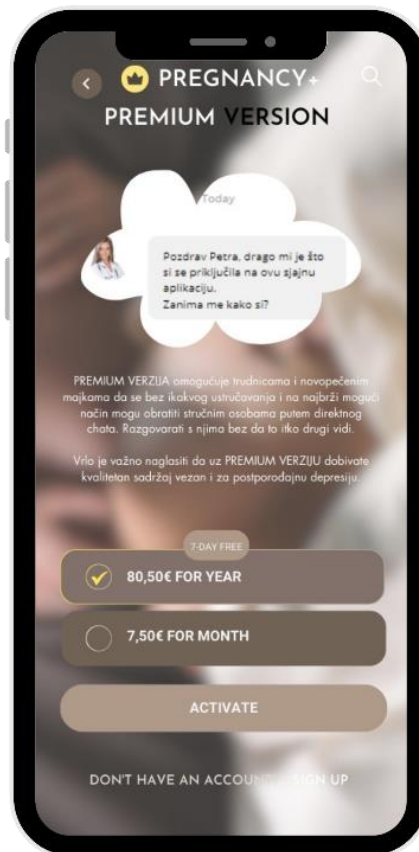 PREGNANCY+
PREMIUM VERSION
Today
Pozdrav Petra, drago mi je što
si se priključila na ovu sjajnu
aplikaciju.
Zanima me kako si?
PREMIUM VERZIJA omogućuje trudnicama i novopečenim
majkama da se bez ikakvog ustručavanja i na najbrži mogući
način mogu obratiti stručnim osobama putem direktnog
chata. Razgovarati s njima bez da to itko drugi vidi.
Vrlo je važno naglasiti da uz PREMIUM VERZIJU dobivate
kvalitetan sadržaj vezan i za postporođajnu depresiju.
7-DAY FREE
80,50€ FOR YEAR
7,50€ FOR MONTH
ACTIVATE
DON'T HAVE AN ACCOUNT? SIGN UP